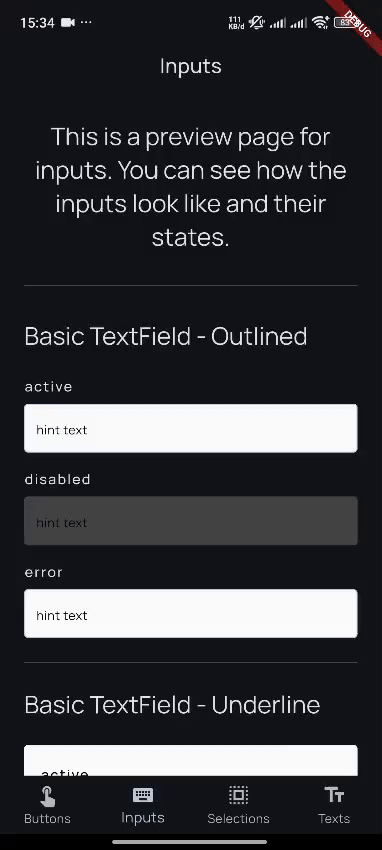 15:34 ...
111
KB/d
83
DEBUG
Inputs
This is a preview page for
inputs. You can see how the
inputs look like and their
states.
Basic TextField - Outlined
active
hint text
disabled
hint text
error
hint text
Basic TextField - Underline
active
Buttons
Inputs
Selections
Texts